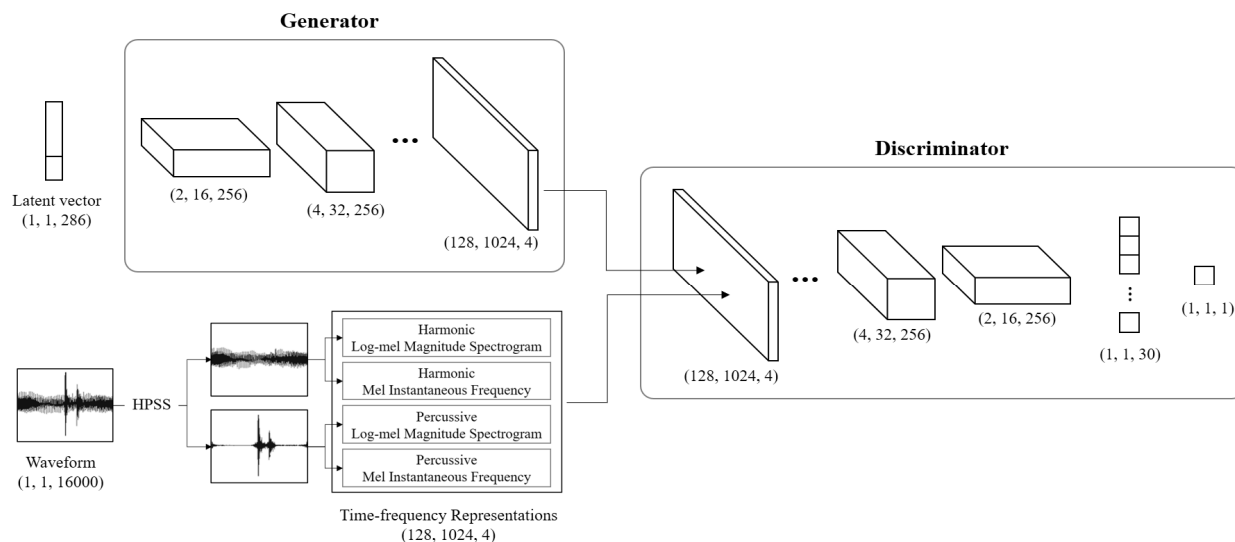 Generator
Latent vector
(1, 1, 286)
(2, 16, 256)
(4, 32, 256)
...
(128, 1024, 4)
Discriminator
(128, 1024, 4)
...
(4, 32, 256)
(2, 16, 256)
(1, 1, 30)
(1, 1, 1)
Waveform
(1, 1, 16000)
HPSS
Harmonic
Log-mel Magnitude Spectrogram
Harmonic
Mel Instantaneous Frequency
Percussive
Log-mel Magnitude Spectrogram
Percussive
Mel Instantaneous Frequency
Time-frequency Representations
(128, 1024, 4)